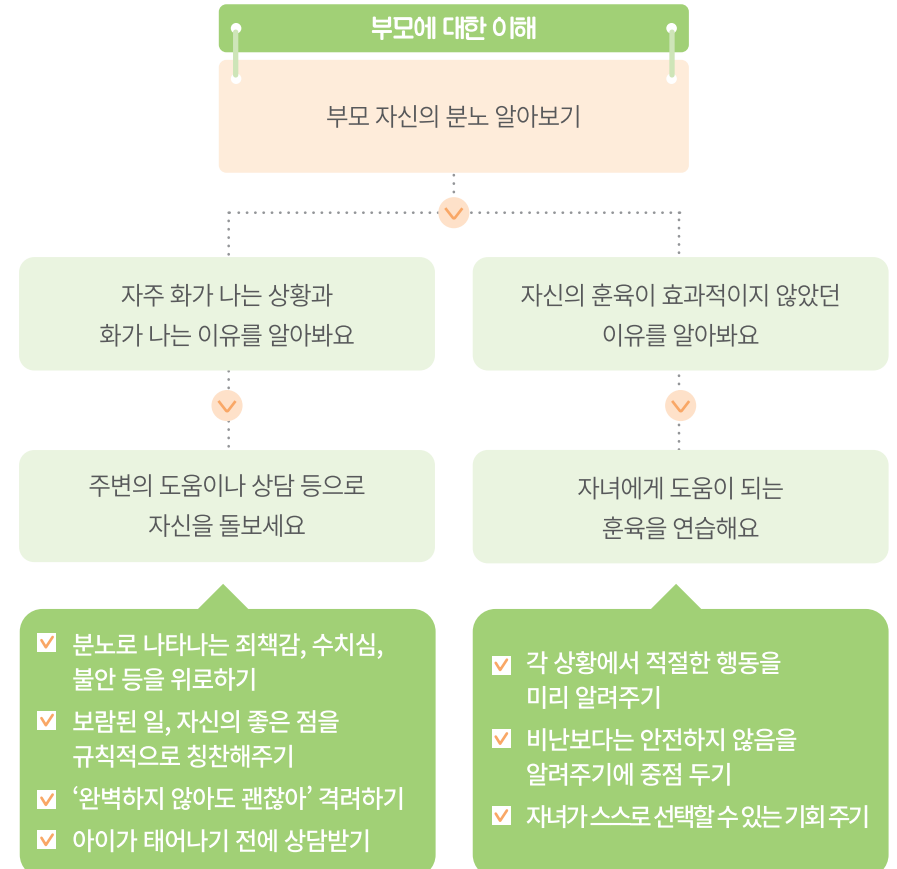 부모에 대한 이해
부모 자신의 분노 알아보기
자주 화가 나는 상황과
화가 나는 이유를 알아봐요
자신의 훈육이 효과적이지 않았던
이유를 알아봐요
주변의 도움이나 상담 등으로
자신을 돌보세요
자녀에게 도움이 되는
훈육을 연습해요
분노로 나타나는 죄책감, 수치심,
불안 등을 위로하기
보람된 일, 자신의 좋은 점을
규칙적으로 칭찬해주기
‘완벽하지 않아도 괜찮아’ 격려하기
아이가 태어나기 전에 상담받기
각 상황에서 적절한 행동을
미리 알려주기
비난보다는 안전하지 않음을
알려주기에 중점 두기
자녀가 스스로 선택할 수 있는 기회 주기